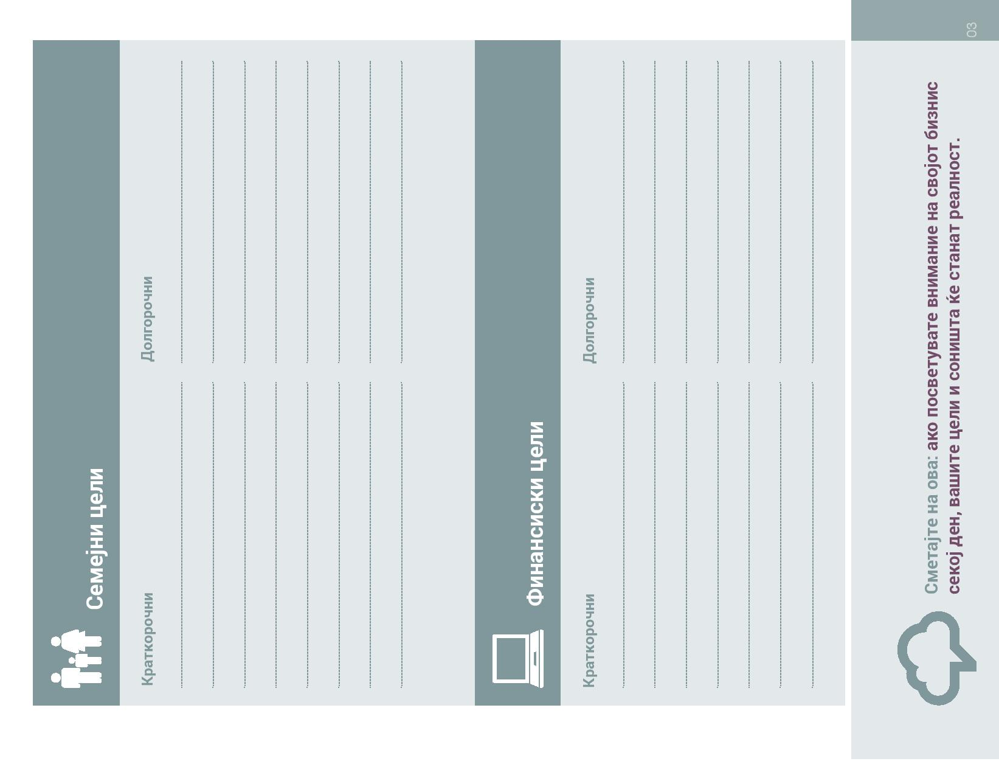 Семејни цели
Краткорочни
Долгорочни
Финансиски цели
Краткорочни
Долгорочни
Сметајте на ова: ако посветувате внимание на својот бизнис
секој ден, вашите цели и соништа ќе станат реалност.
03